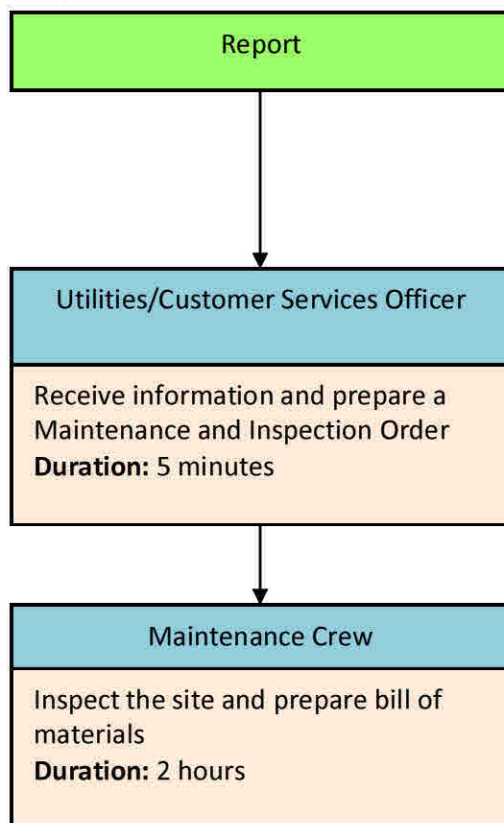 Report
Utilities/Customer Services Officer
Receive information and prepare a
Maintenance and Inspection Order
Duration: 5 minutes
Maintenance Crew
Inspect the site and prepare bill of
materials
Duration: 2 hours